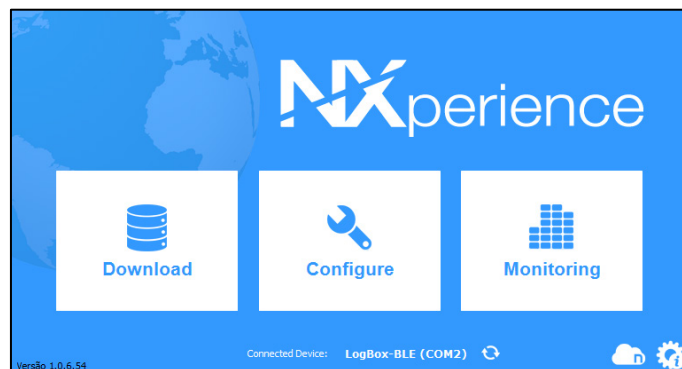 NXperience
Download
Configure
Monitoring
Connected Device: LogBox-BLE (COM2)
n
i
Versão 1.0.6.54